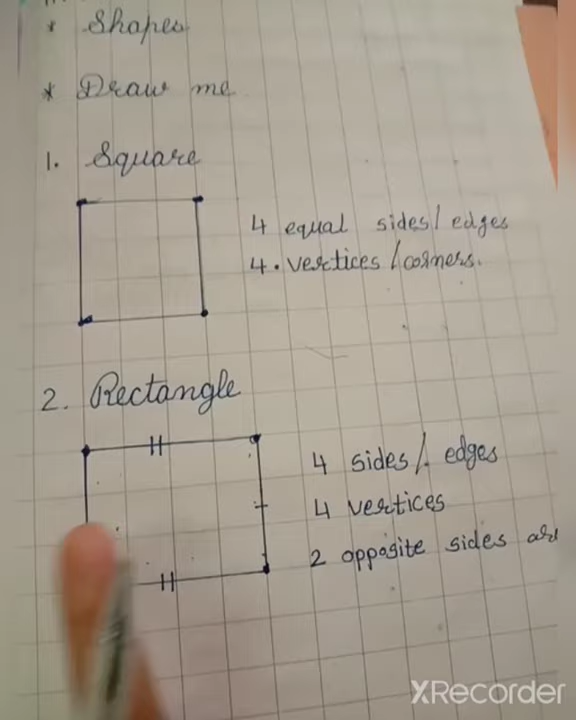 * Shapes
* Draw me
1. Square
4 equal sides/edges
4. vertices/corners.
2. Rectangle
4 sides/. edges
4 vertices
2 opposite sides are
XRecorder